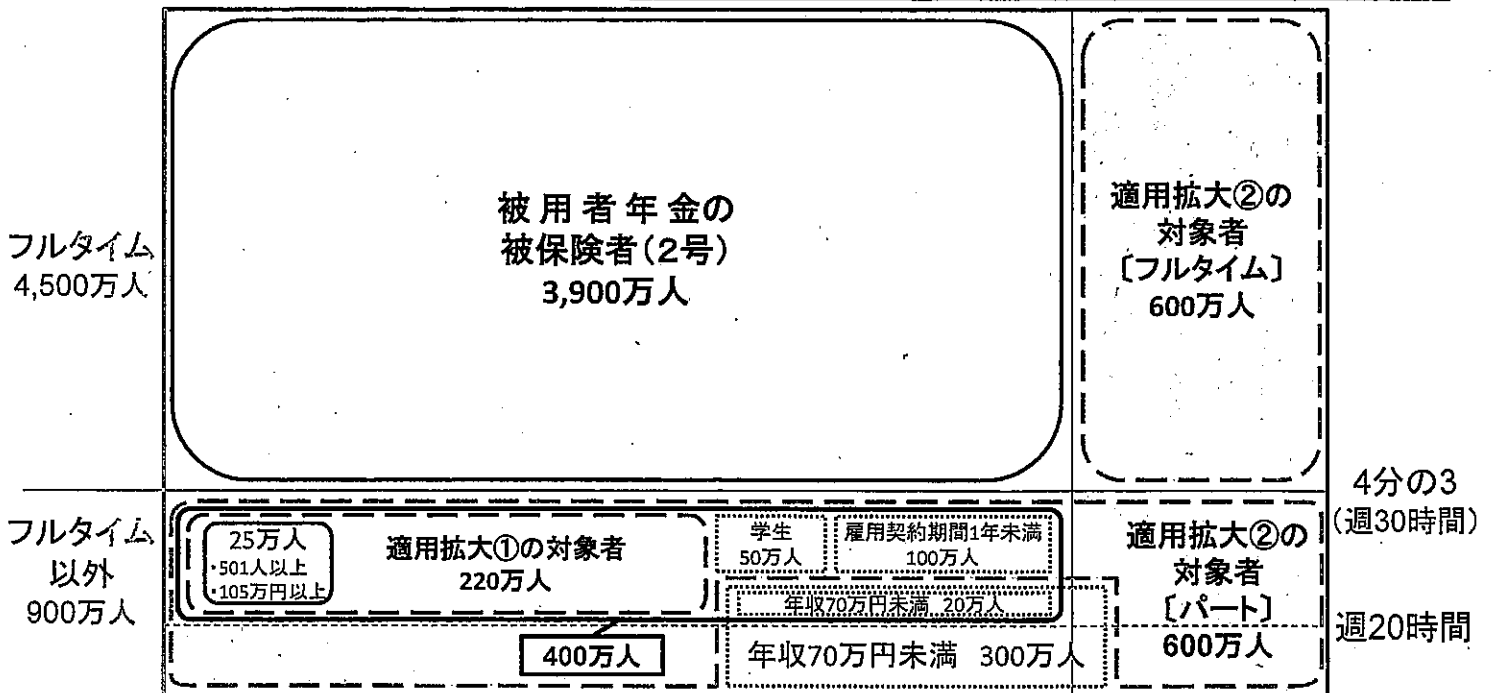 被用者年金の
被保険者(2号)
3,900万人
適用拡大②の
対象者
〔フルタイム〕
600万人
フルタイム
4,500万人
4分の3
(週30時間)
フルタイム
以外
900万人
25万人
・501人以上
・105万円以上
適用拡大①の対象者
220万人
学生
50万人
雇用契約期間1年未満
100万人
年収70万円未満 20万人
適用拡大②の
対象者
〔パート〕
600万人
週20時間
400万人
年収70万円未満 300万人